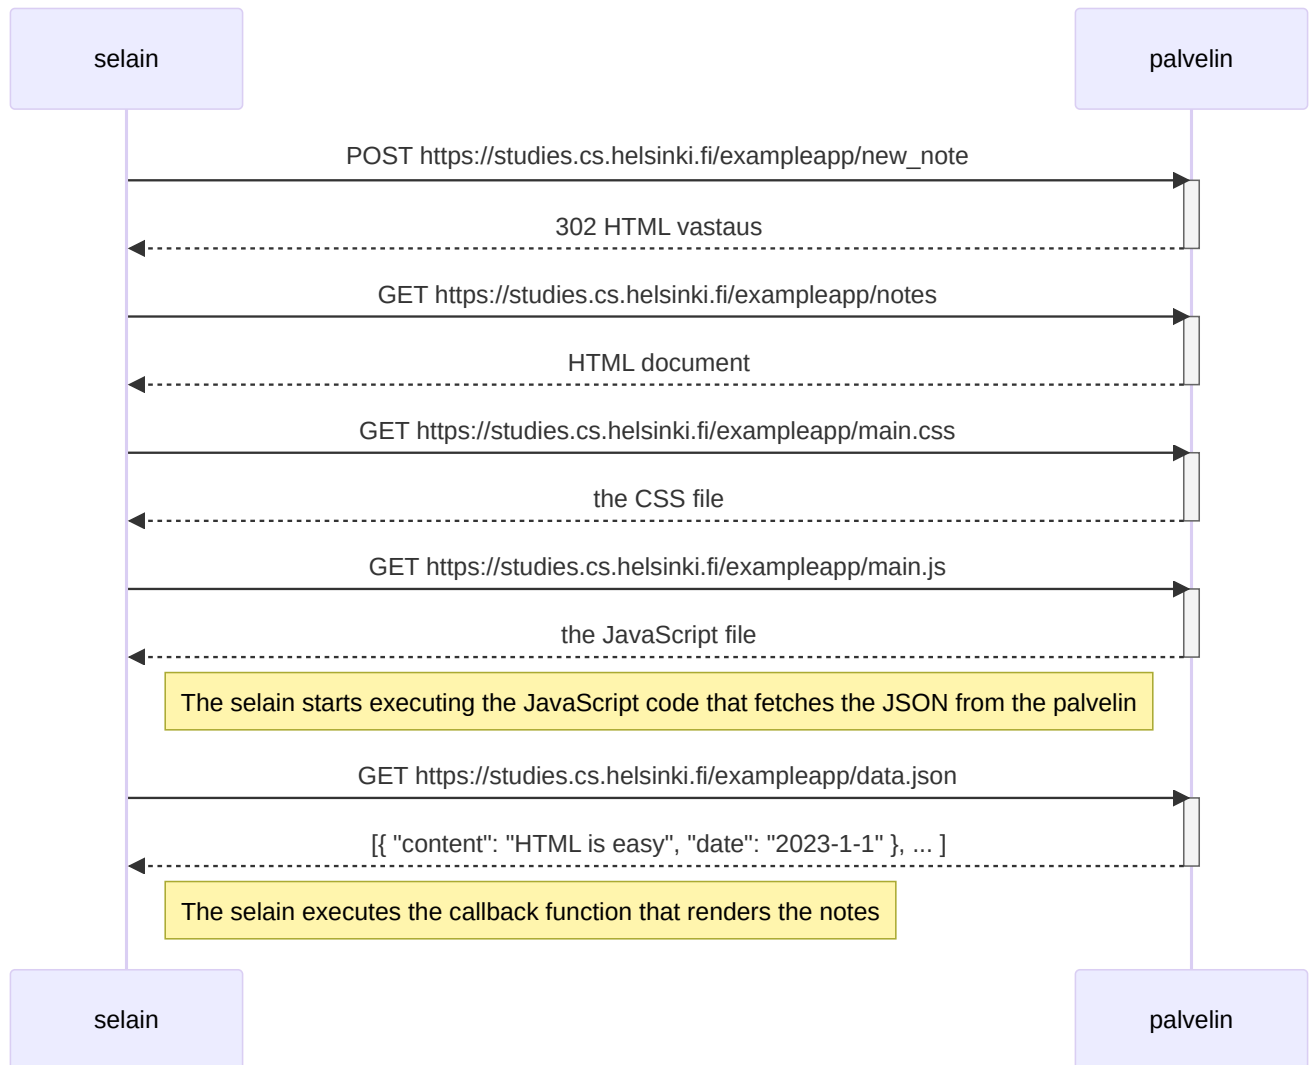 selain
palvelin
POST https://studies.cs.helsinki.fi/exampleapp/new_note
302 HTML vastaus
GET https://studies.cs.helsinki.fi/exampleapp/notes
HTML document
GET https://studies.cs.helsinki.fi/exampleapp/main.css
the CSS file
GET https://studies.cs.helsinki.fi/exampleapp/main.js
the JavaScript file
The selain starts executing the JavaScript code that fetches the JSON from the palvelin
GET https://studies.cs.helsinki.fi/exampleapp/data.json
[{ "content": "HTML is easy", "date": "2023-1-1" }, ... ]
The selain executes the callback function that renders the notes
selain
palvelin